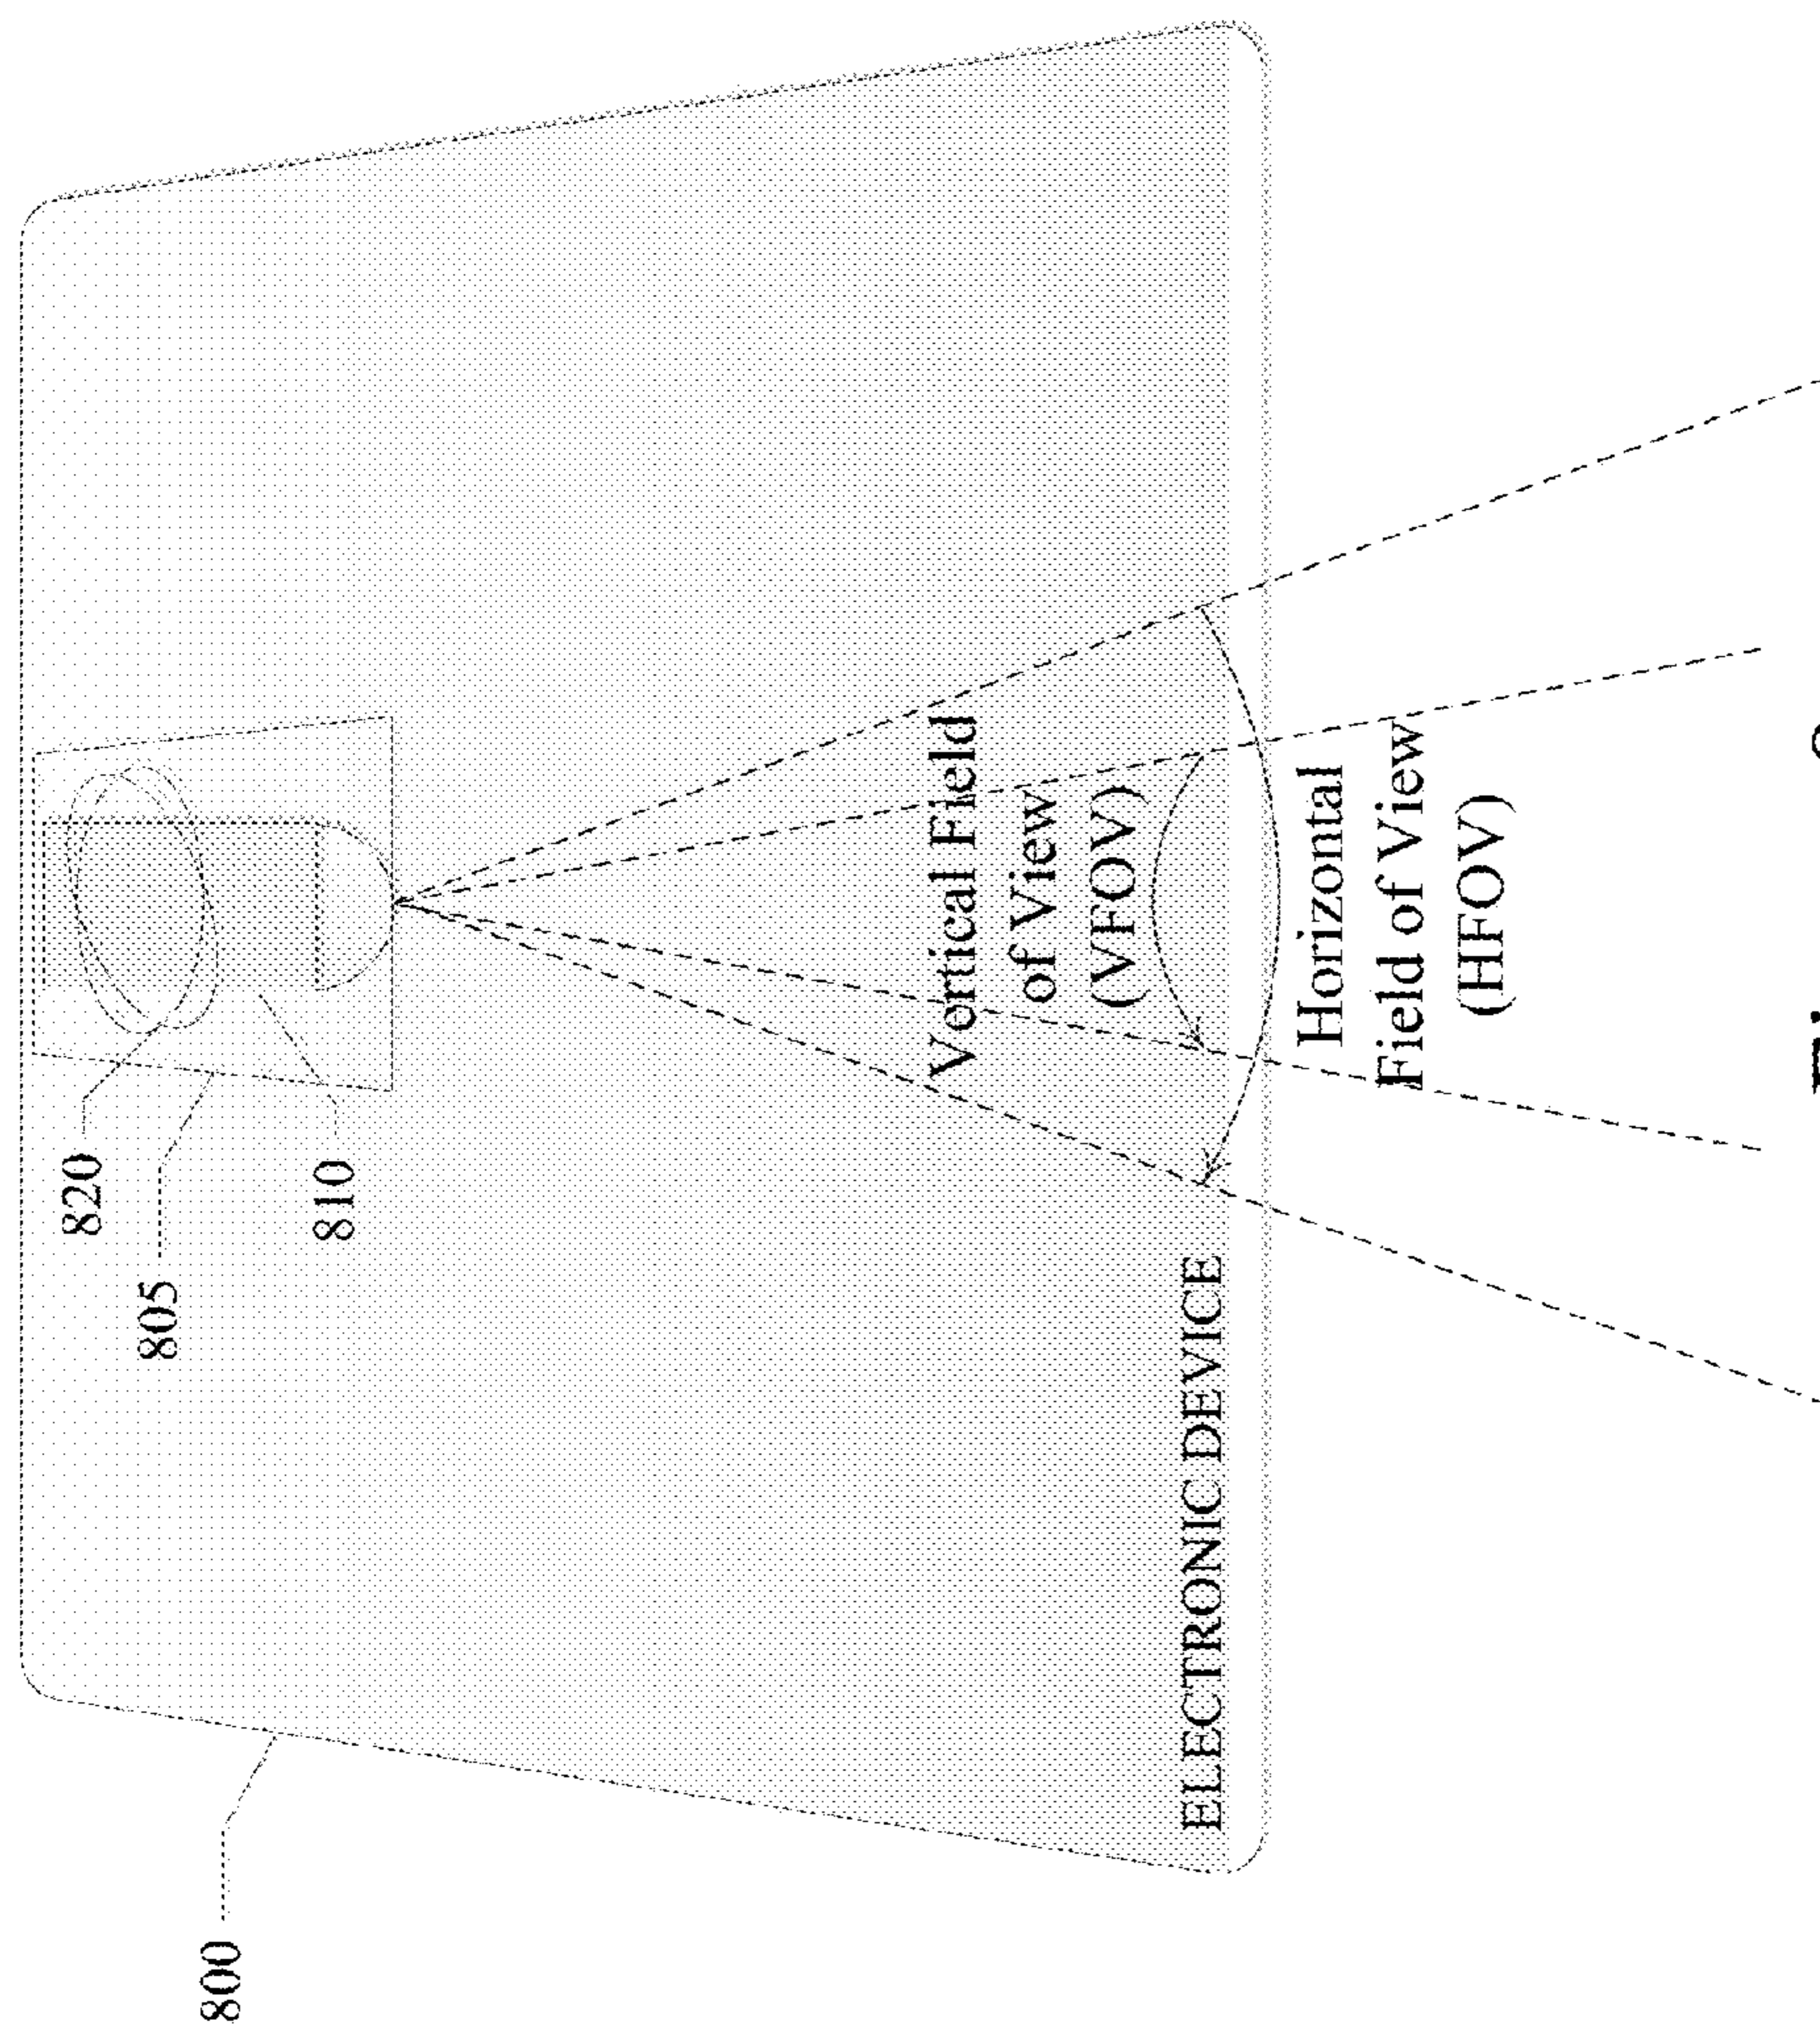 800
805
820
810
ELECTRONIC DEVICE
Vertical Field
of View
(VFOV)
Horizontal
Field of View
(HFOV)